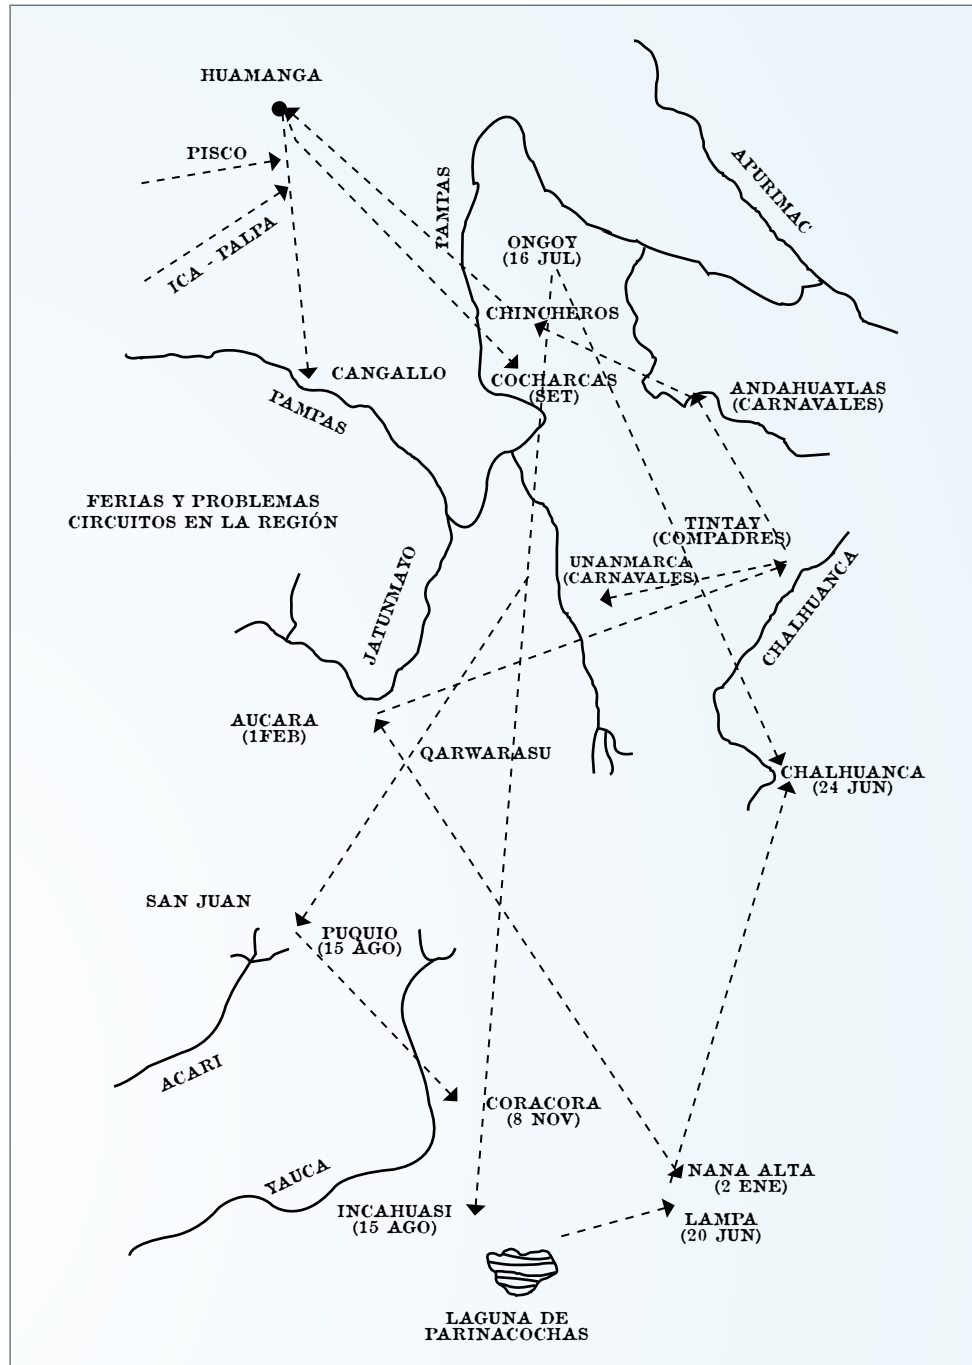 HUAMANGA
PISCO
ICA - PALPA
PAMPAS
APURIMAC
ONGOY
(16 JUL)
CHINCHEROS
CANGALLO
COCHARCAS
(SET)
ANDAHUAYLAS
(CARNAVALES)
PAMPAS
FERIAS Y PROBLEMAS
CIRCUITOS EN LA REGIÓN
TINTAY
(COMPADRES)
UNANMARCA
(CARNAVALES)
JATUNMAYO
CHALHUANCA
AUCARA
(1FEB)
QARWARASU
CHALHUANCA
(24 JUN)
SAN JUAN
PUQUIO
(15 AGO)
ACARI
CORACORA
(8 NOV)
YAUCA
NANA ALTA
(2 ENE)
INCAHUASI
(15 AGO)
LAMPA
(20 JUN)
LAGUNA DE
PARINACOCHAS